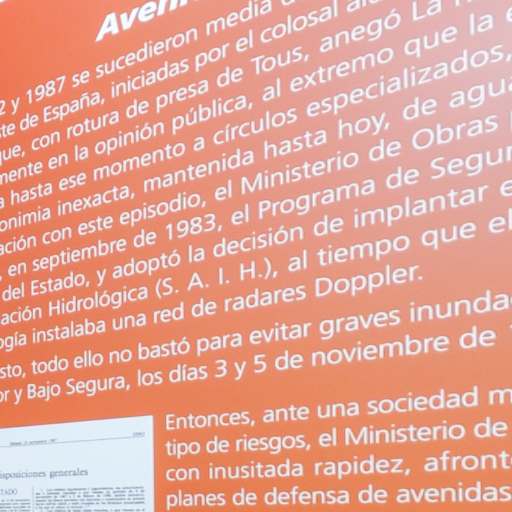 Aveni
2 y 1987 se sucedieron media
te de España, iniciadas por el colosal
que, con rotura de presa de Tous, anegó La
mente en la opinión pública, al extremo que la
a hasta ese momento a círculos especializados,
onimia inexacta, mantenida hasta hoy, de agua
ación con este episodio, el Ministerio de Obras
, en septiembre de 1983, el Programa de Segur
del Estado, y adoptó la decisión de implantar e
ación Hidrológica (S. A. I. H.), al tiempo que el
ogía instalaba una red de radares Doppler.
sto, todo ello no bastó para evitar graves inunda
or y Bajo Segura, los días 3 y 5 de noviembre de
Entonces, ante una sociedad m
tipo de riesgos, el Ministerio de
con inusitada rapidez, afront
planes de defensa de avenidas
isposiciones generales
TADO